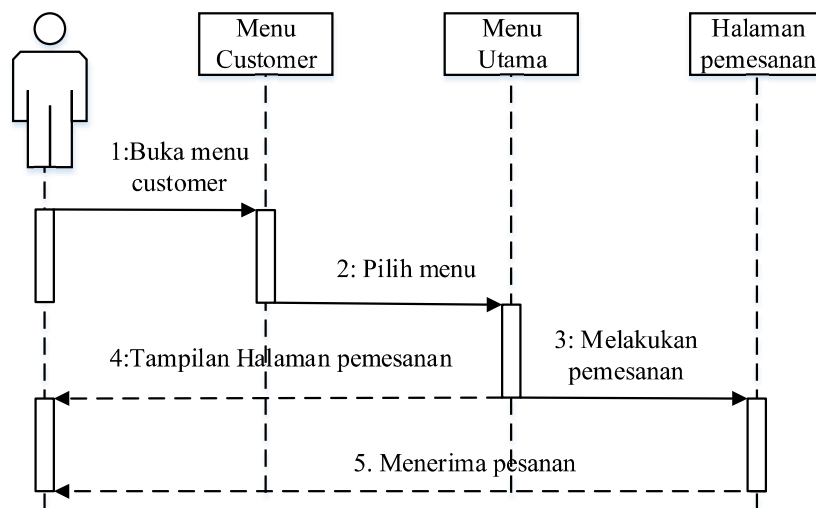 Menu
Customer
Menu
Utama
Halaman
pemesanan
1:Buka menu
customer
2: Pilih menu
3: Melakukan
pemesanan
4:Tampilan Halaman pemesanan
5. Menerima pesanan